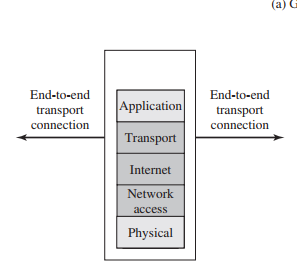 (a) G
End-to-end
transport
connection
End-to-end
transport
connection
Application
Transport
Internet
Network
access
Physical